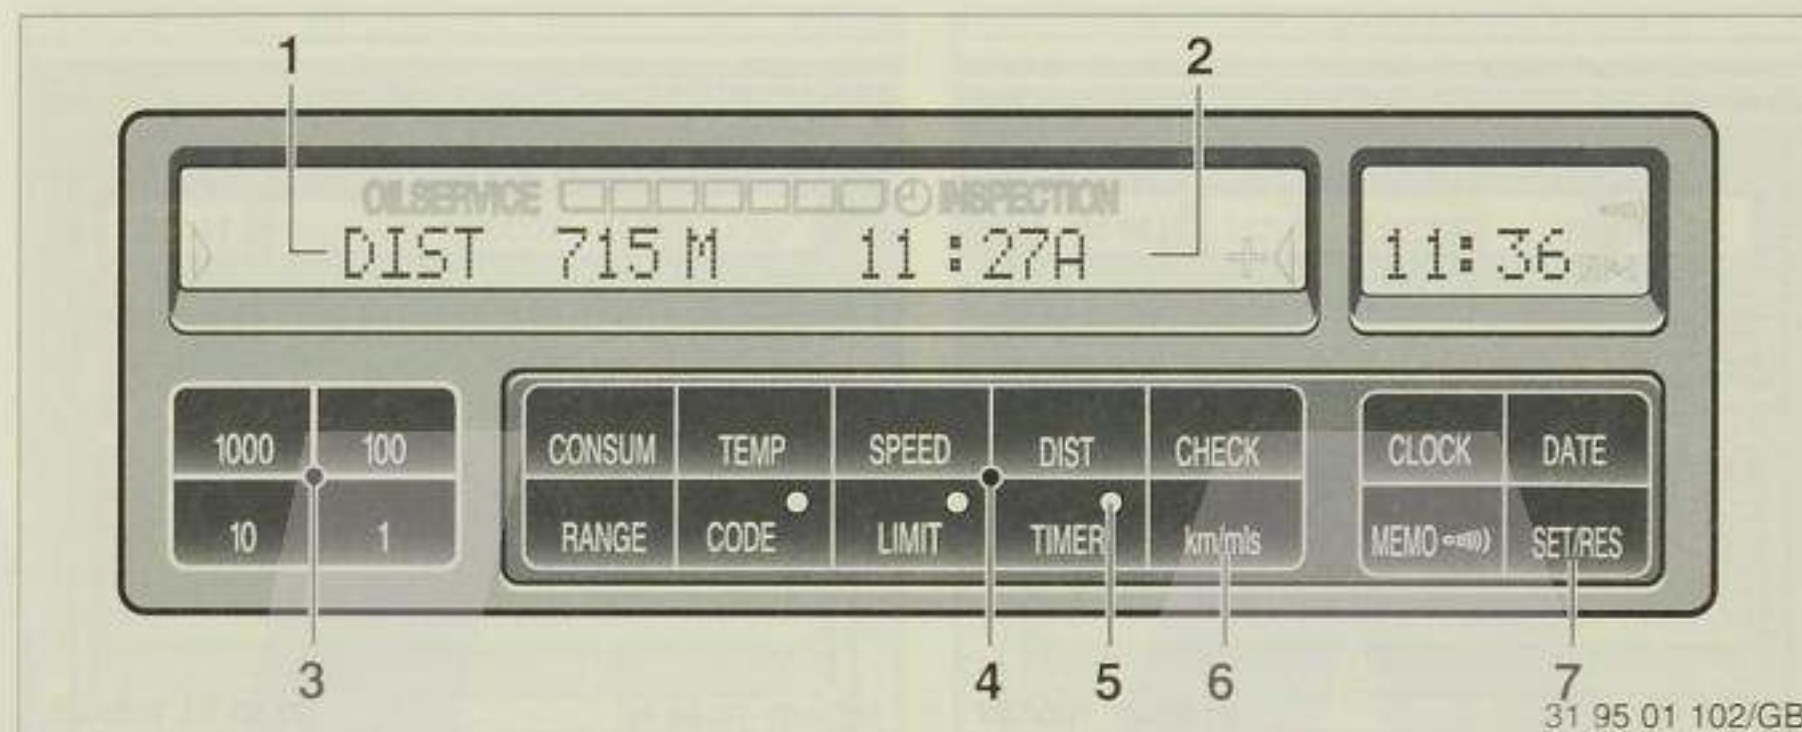 1 2
OILSERVICE INSPECTION
DIST 715 M 11:27A 11:36
1000 100 CONSUM TEMP SPEED DIST CHECK CLOCK DATE
10 1 RANGE CODE LIMIT TIMER km/mls MEMO SET/RES
3 4 5 6 7
31 95 01 102/GB